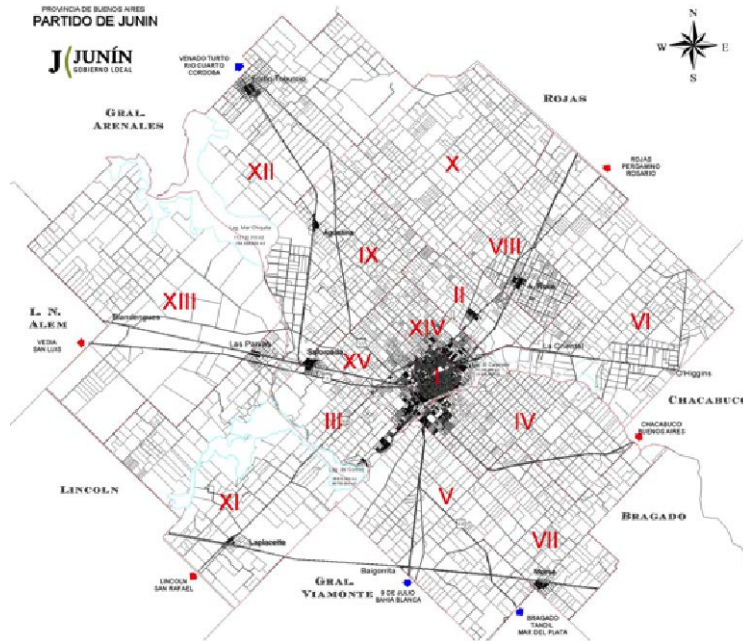 PROVINCIA DE BUENOS AIRES
PARTIDO DE JUNIN
JUNÍN
GOBIERNO LOCAL
N
W
E
S
VENADO TUERTO
RIO CUARTO
CORDOBA
GRAL.
ARENALES
ROJAS
ROJAS
PERGAMINO
ROSARIO
XII
X
Agustina
IX
VIII
II
XIII
XIV
VI
L. N.
ALEM
Blandengues
VEDIA
SAN LUIS
Las Parvas
Saforcada
XV
I
La Oriental
O'Higgins
CHACABUCO
III
IV
CHACABUCO
BUENOS AIRES
LINCOLN
XI
V
BRAGADO
Laplacette
VII
Baigorrita
Morse
LINCOLN
SAN RAFAEL
GRAL.
VIAMONTE
9 DE JULIO
BAHIA BLANCA
BRAGADO
TANDIL
MAR DEL PLATA